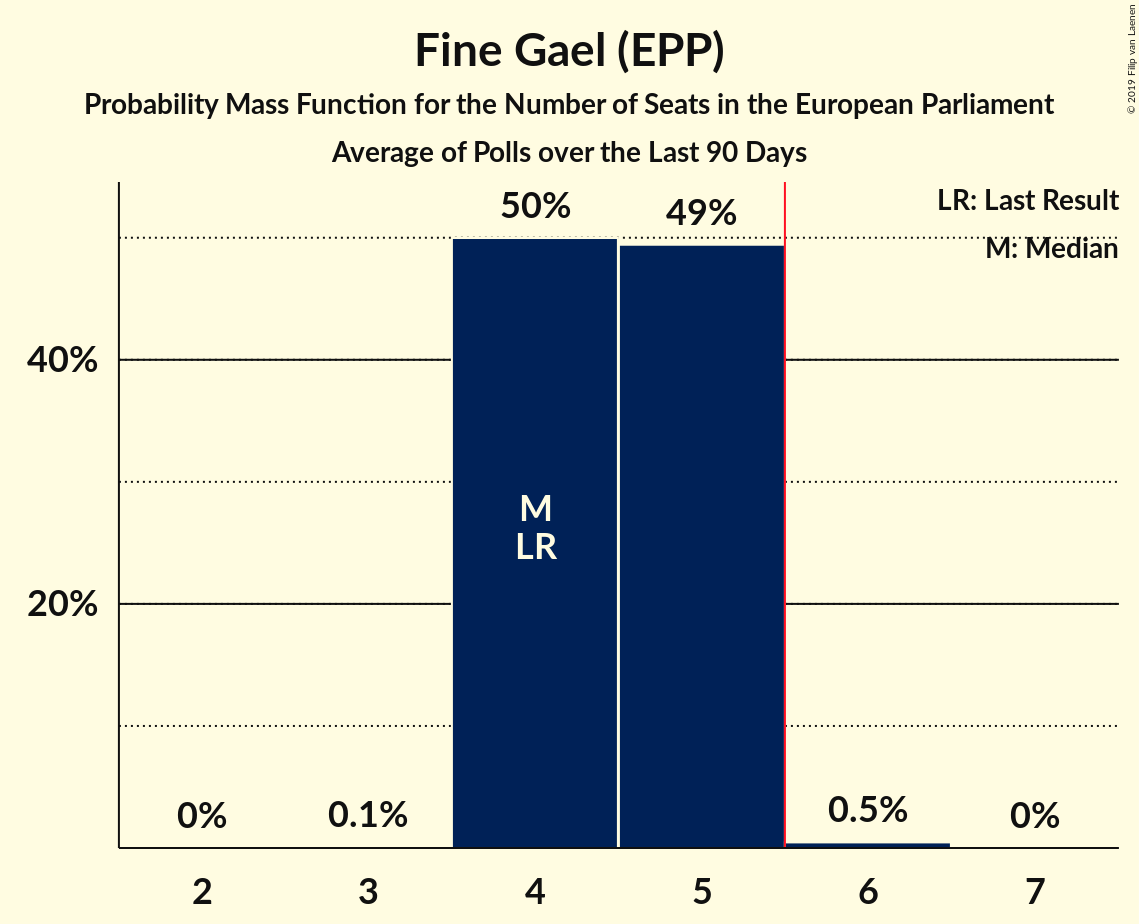 Fine Gael (EPP)
Probability Mass Function for the Number of Seats in the European Parliament
Average of Polls over the Last 90 Days
© 2019 Filip van Laenen
LR: Last Result
M: Median
50%
49%
40%
M
LR
20%
0%
0.1%
0.5%
0%
2
3
4
5
6
7